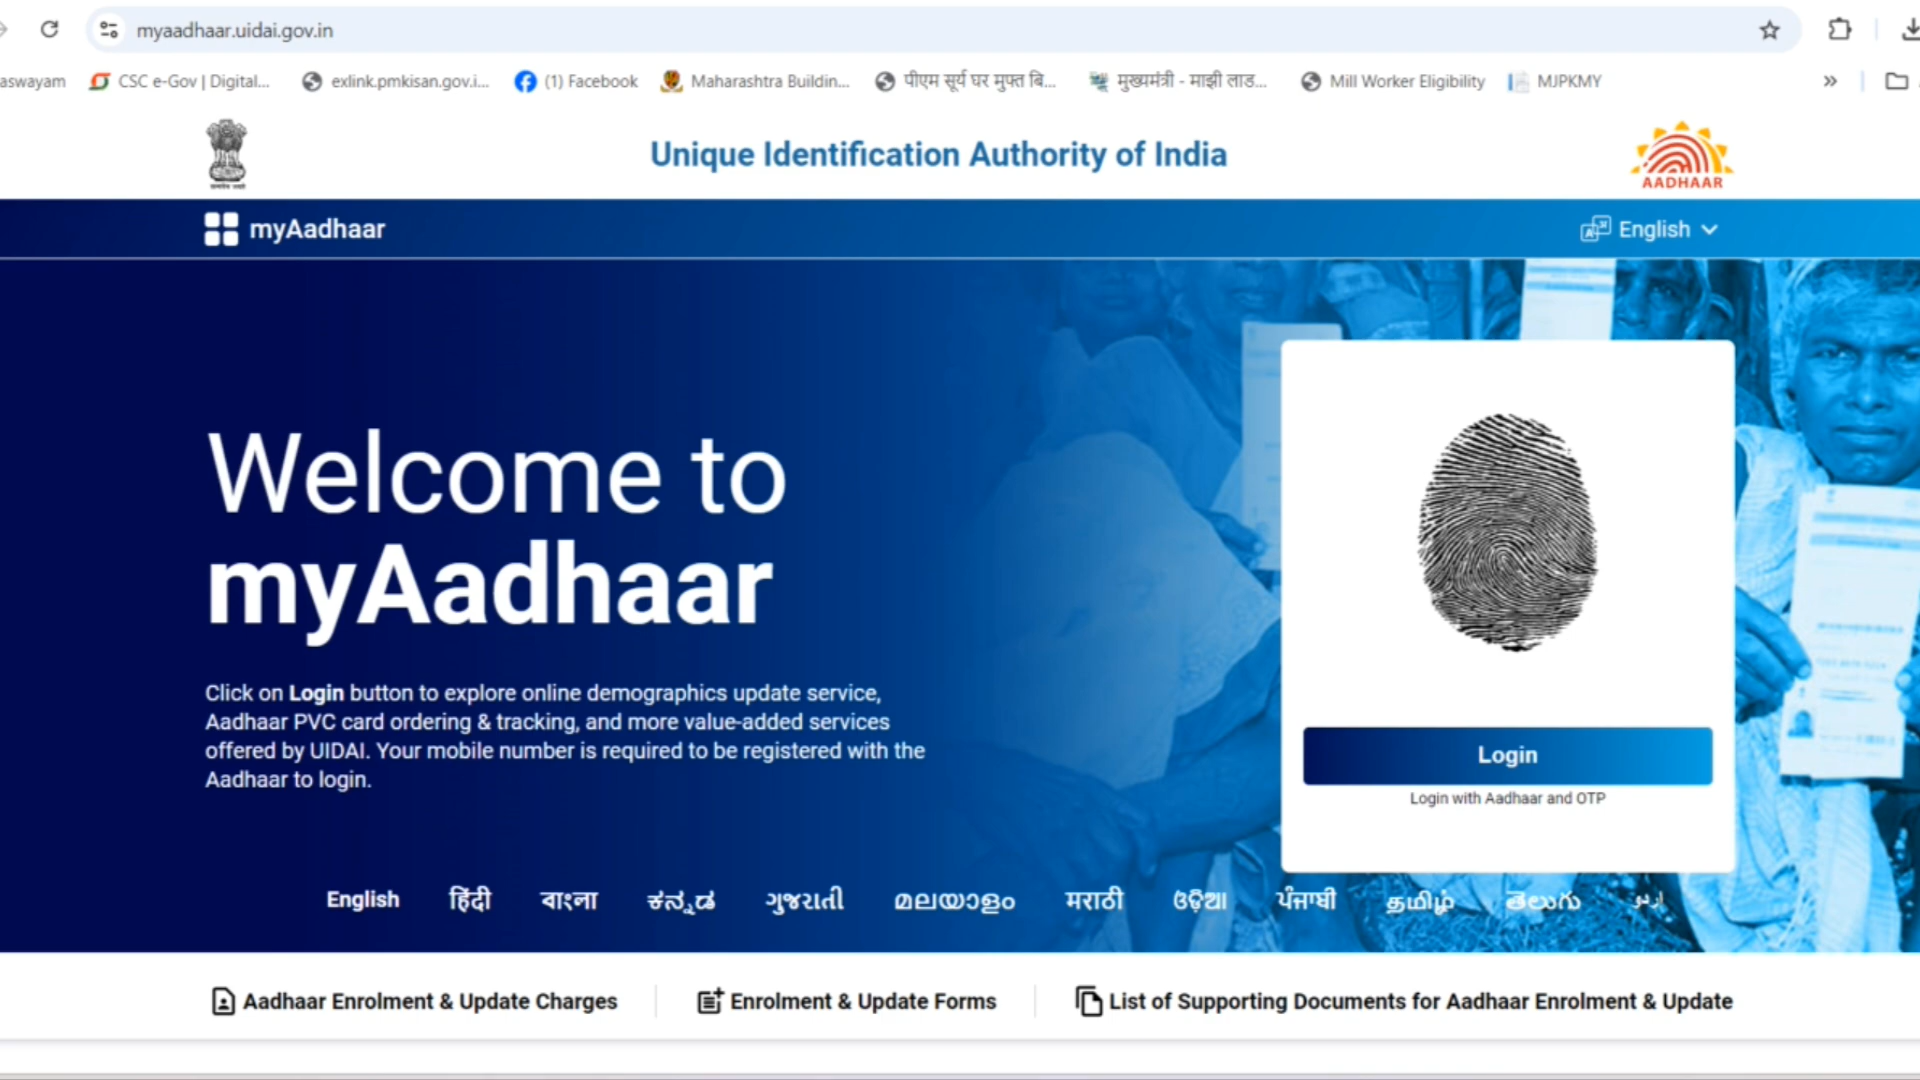 myaadhaar.uidai.gov.in
aswayam CSC e-Gov | Digital... exlink.pmkisan.gov.i... (1) Facebook Maharashtra Buildin... पीएम सूर्य घर मुफ्त बि... मुख्यमंत्री - माझी लाड... Mill Worker Eligibility MJPKMY »
Unique Identification Authority of India
AADHAAR
myAadhaar
English
Welcome to
myAadhaar
Click on Login button to explore online demographics update service,
Aadhaar PVC card ordering & tracking, and more value-added services
offered by UIDAI. Your mobile number is required to be registered with the
Aadhaar to login.
Login
Login with Aadhaar and OTP
English हिंदी বাংলা ಕನ್ನಡ ગુજરાતી മലയാളം मराठी ଓଡ଼ିଆ ਪੰਜਾਬੀ தமிழ் తెలుగు اردو
Aadhaar Enrolment & Update Charges
Enrolment & Update Forms
List of Supporting Documents for Aadhaar Enrolment & Update